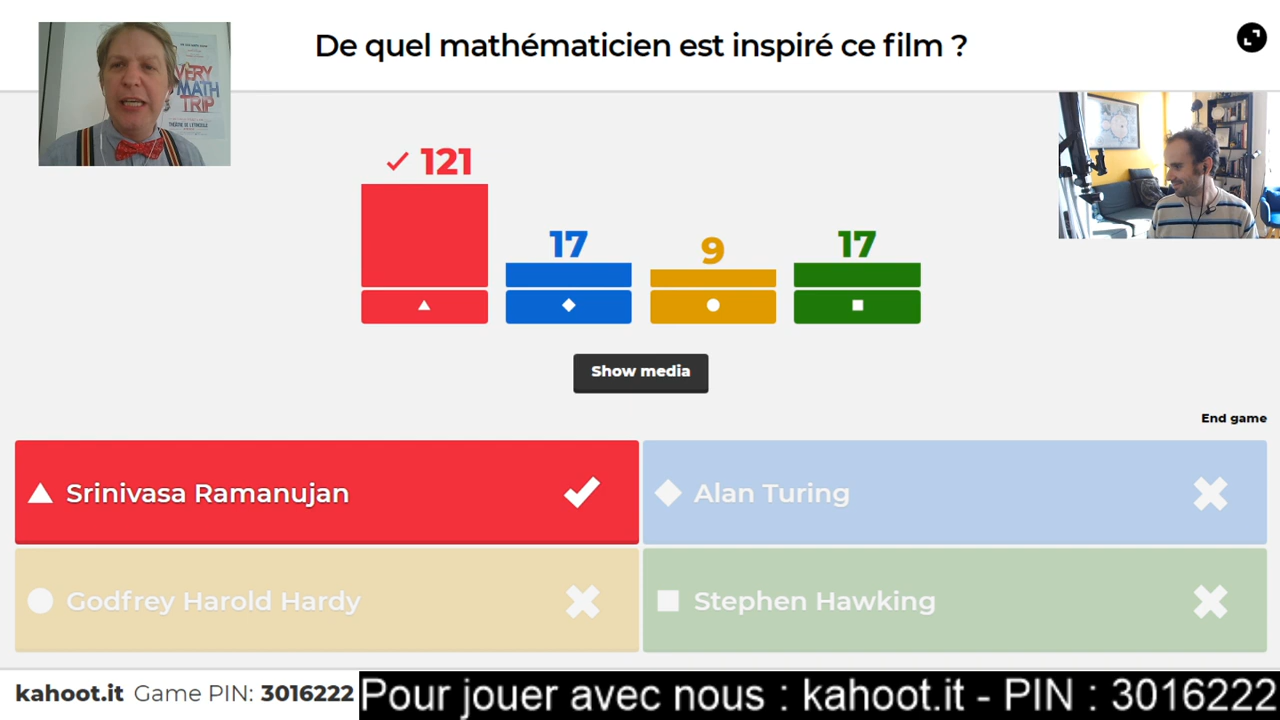 De quel mathématicien est inspiré ce film ?
VERY
MATH
TRIP
121
17
9
17
Show media
End game
Srinivasa Ramanujan
Alan Turing
Godfrey Harold Hardy
Stephen Hawking
kahoot.it Game PIN: 3016222
Pour jouer avec nous : kahoot.it - PIN : 3016222